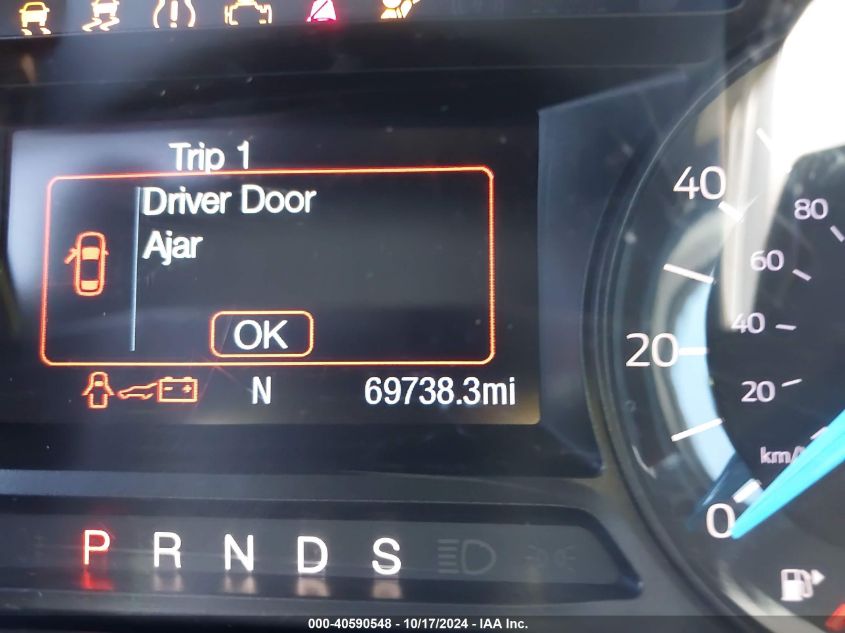 Trip 1
Driver Door
Ajar
OK
N
69738.3mi
40
80
60
40
20
20
km/
0
P R N D S
000-40590548 - 10/17/2024 - IAA Inc.